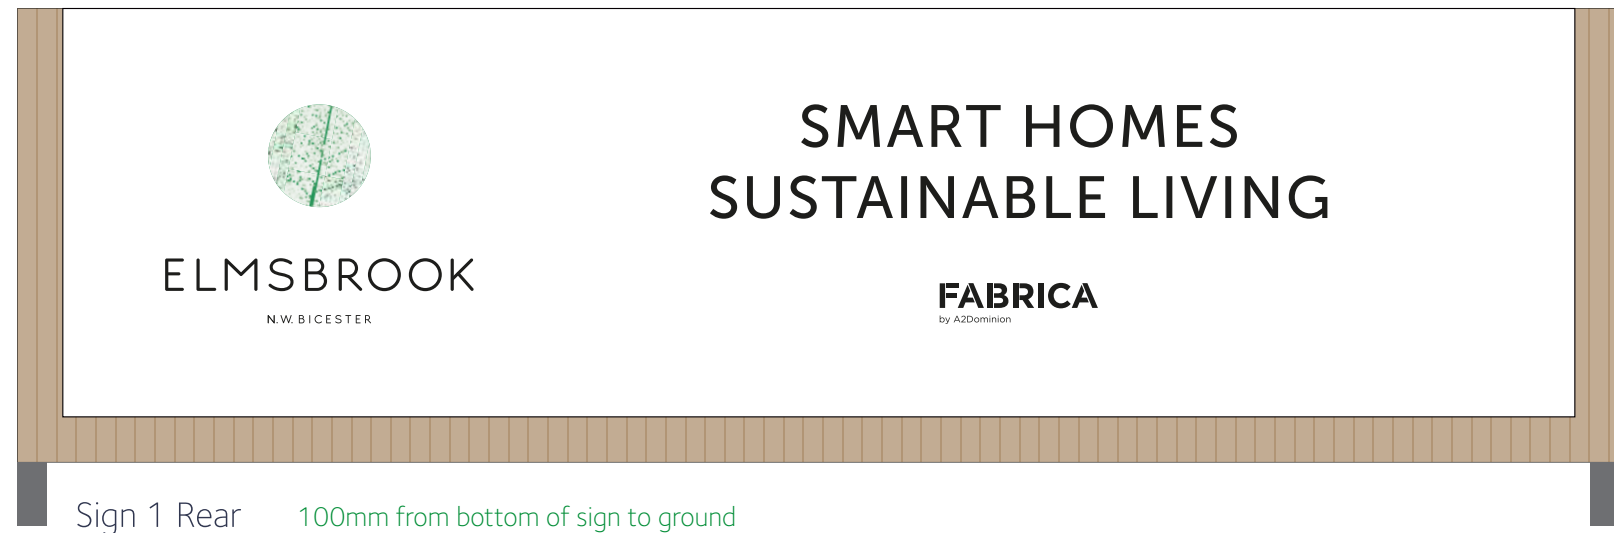 ELMSBROOK
N.W. BICESTER
SMART HOMES
SUSTAINABLE LIVING
FABRICA
by A2Dominion
Sign 1 Rear
100mm from bottom of sign to ground